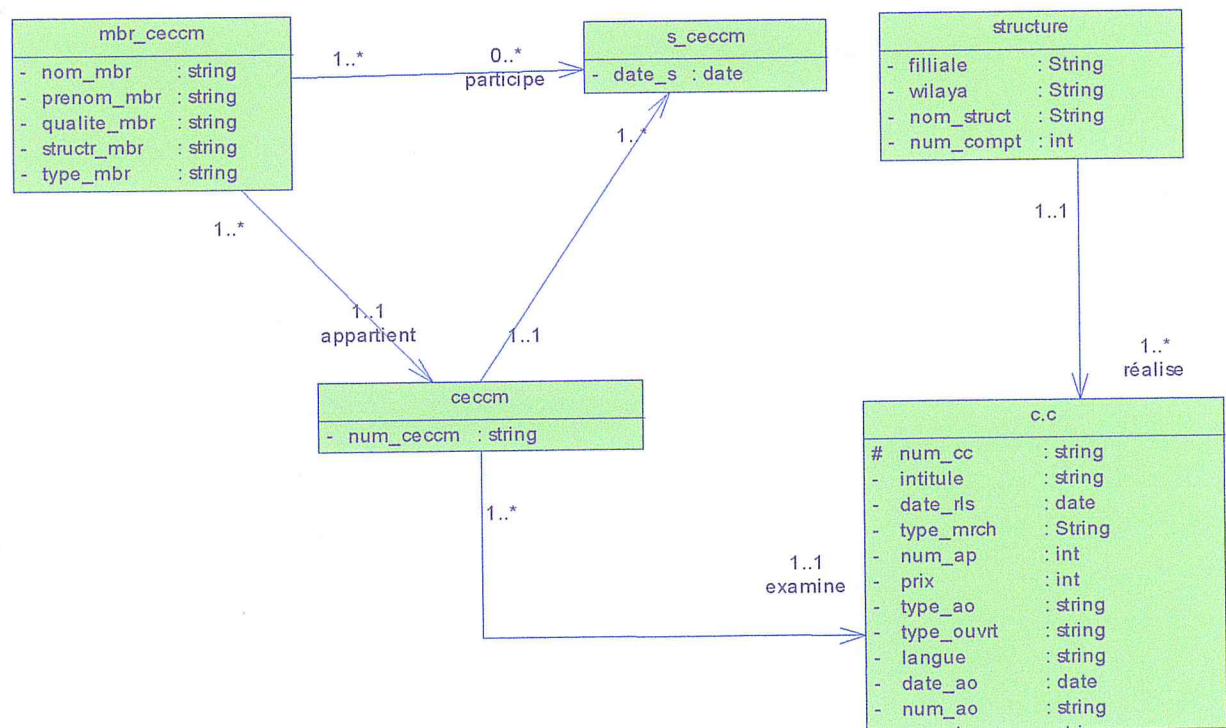 mbr_ceccm
- nom_mbr : string
- prenom_mbr : string
- qualite_mbr : string
- structr_mbr : string
- type_mbr : string
1..*
0..*
participe
s_ceccm
- date_s : date
structure
- filliale : String
- wilaya : String
- nom_struct : String
- num_compt : int
1..*
1..*
1..1
1..1
appartient
1..1
1..*
réalise
ceccm
- num_ceccm : string
1..*
1..1
examine
c.c
# num_cc : string
- intitule : string
- date_rls : date
- type_mrch : String
- num_ap : int
- prix : int
- type_ao : string
- type_ouvrt : string
- langue : string
- date_ao : date
- num_ao : string